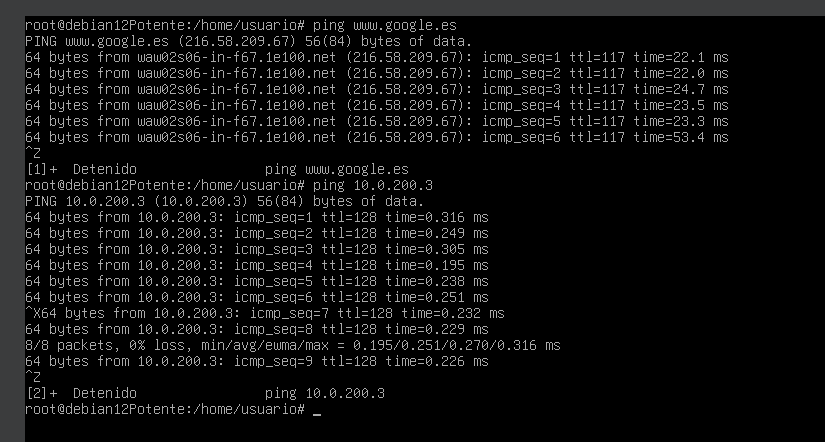 root@debian12Potente:/home/usuario# ping www.google.es
PING www.google.es (216.58.209.67) 56(84) bytes of data.
64 bytes from waw02s06-in-f67.1e100.net (216.58.209.67): icmp_seq=1 ttl=117 time=22.1 ms
64 bytes from waw02s06-in-f67.1e100.net (216.58.209.67): icmp_seq=2 ttl=117 time=22.0 ms
64 bytes from waw02s06-in-f67.1e100.net (216.58.209.67): icmp_seq=3 ttl=117 time=24.7 ms
64 bytes from waw02s06-in-f67.1e100.net (216.58.209.67): icmp_seq=4 ttl=117 time=23.5 ms
64 bytes from waw02s06-in-f67.1e100.net (216.58.209.67): icmp_seq=5 ttl=117 time=23.3 ms
64 bytes from waw02s06-in-f67.1e100.net (216.58.209.67): icmp_seq=6 ttl=117 time=53.4 ms
^Z
[1]+  Detenido                ping www.google.es
root@debian12Potente:/home/usuario# ping 10.0.200.3
PING 10.0.200.3 (10.0.200.3) 56(84) bytes of data.
64 bytes from 10.0.200.3: icmp_seq=1 ttl=128 time=0.316 ms
64 bytes from 10.0.200.3: icmp_seq=2 ttl=128 time=0.249 ms
64 bytes from 10.0.200.3: icmp_seq=3 ttl=128 time=0.305 ms
64 bytes from 10.0.200.3: icmp_seq=4 ttl=128 time=0.195 ms
64 bytes from 10.0.200.3: icmp_seq=5 ttl=128 time=0.238 ms
64 bytes from 10.0.200.3: icmp_seq=6 ttl=128 time=0.251 ms
^X64 bytes from 10.0.200.3: icmp_seq=7 ttl=128 time=0.232 ms
64 bytes from 10.0.200.3: icmp_seq=8 ttl=128 time=0.229 ms
8/8 packets, 0% loss, min/avg/ewma/max = 0.195/0.251/0.270/0.316 ms
64 bytes from 10.0.200.3: icmp_seq=9 ttl=128 time=0.226 ms
^Z
[2]+  Detenido                ping 10.0.200.3
root@debian12Potente:/home/usuario# _